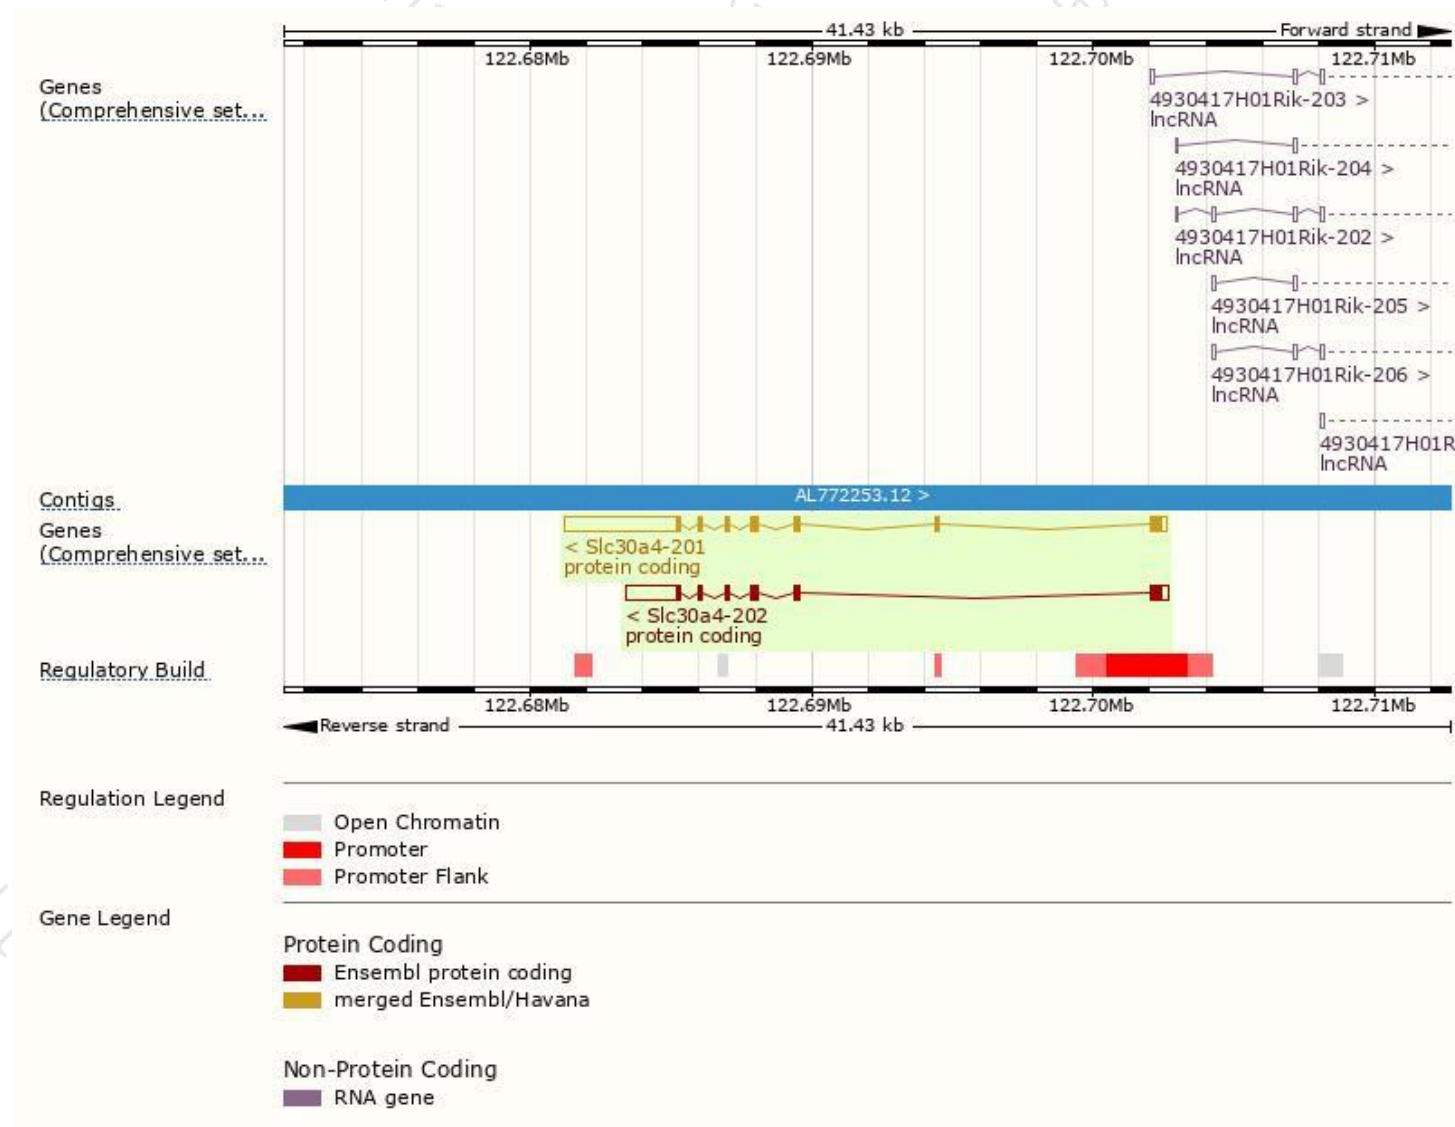 41.43 kb
Forward strand
122.68Mb 122.69Mb 122.70Mb 122.71Mb
Genes
(Comprehensive set...
4930417H01Rik-203 >
lncRNA
4930417H01Rik-204 >
lncRNA
4930417H01Rik-202 >
lncRNA
4930417H01Rik-205 >
lncRNA
4930417H01Rik-206 >
lncRNA
4930417H01R
lncRNA
Contigs
AL772253.12 >
Genes
(Comprehensive set...
< Slc30a4-201
protein coding
< Slc30a4-202
protein coding
Regulatory Build
122.68Mb 122.69Mb 122.70Mb 122.71Mb
Reverse strand
41.43 kb
Regulation Legend
Open Chromatin
Promoter
Promoter Flank
Gene Legend
Protein Coding
Ensembl protein coding
merged Ensembl/Havana
Non-Protein Coding
RNA gene